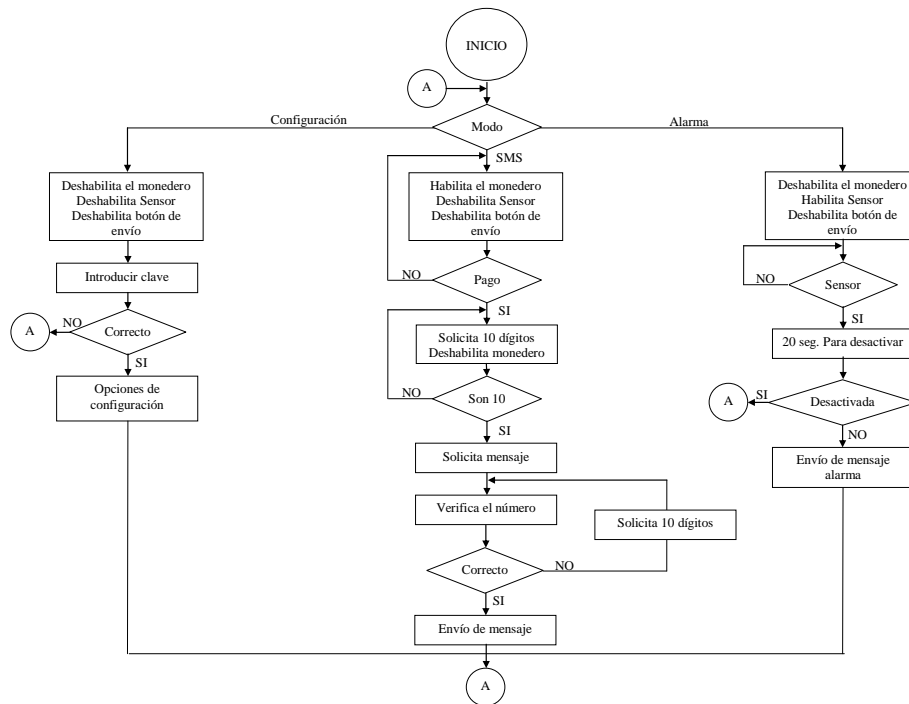 INICIO
A
Modo
Configuración
Alarma
SMS
Deshabilita el monedero
Deshabilita Sensor
Deshabilita botón de
envío
Introducir clave
Correcto
NO
A
SI
Opciones de
configuración
Habilita el monedero
Deshabilita Sensor
Deshabilita botón de
envío
Pago
NO
SI
Solicita 10 dígitos
Deshabilita monedero
Son 10
NO
SI
Solicita mensaje
Verifica el número
Solicita 10 dígitos
Correcto
NO
SI
Envío de mensaje
A
Deshabilita el monedero
Habilita Sensor
Deshabilita botón de
envío
Sensor
NO
SI
20 seg. Para desactivar
Desactivada
SI
A
NO
Envío de mensaje
alarma